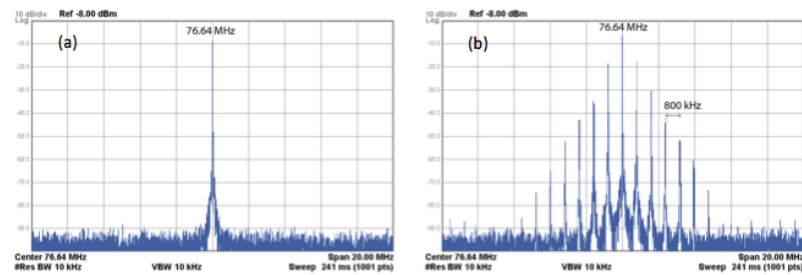 10 dB/div Ref -8.00 dBm
Log
76.64 MHz
(a)
Center 76.64 MHz Span 20.00 MHz
#Res BW 10 kHz VBW 10 kHz Sweep 241 ms (1001 pts)
10 dB/div Ref -8.00 dBm
Log
76.64 MHz
(b)
800 kHz
Center 76.64 MHz Span 20.00 MHz
#Res BW 10 kHz VBW 10 kHz Sweep 241 ms (1001 pts)